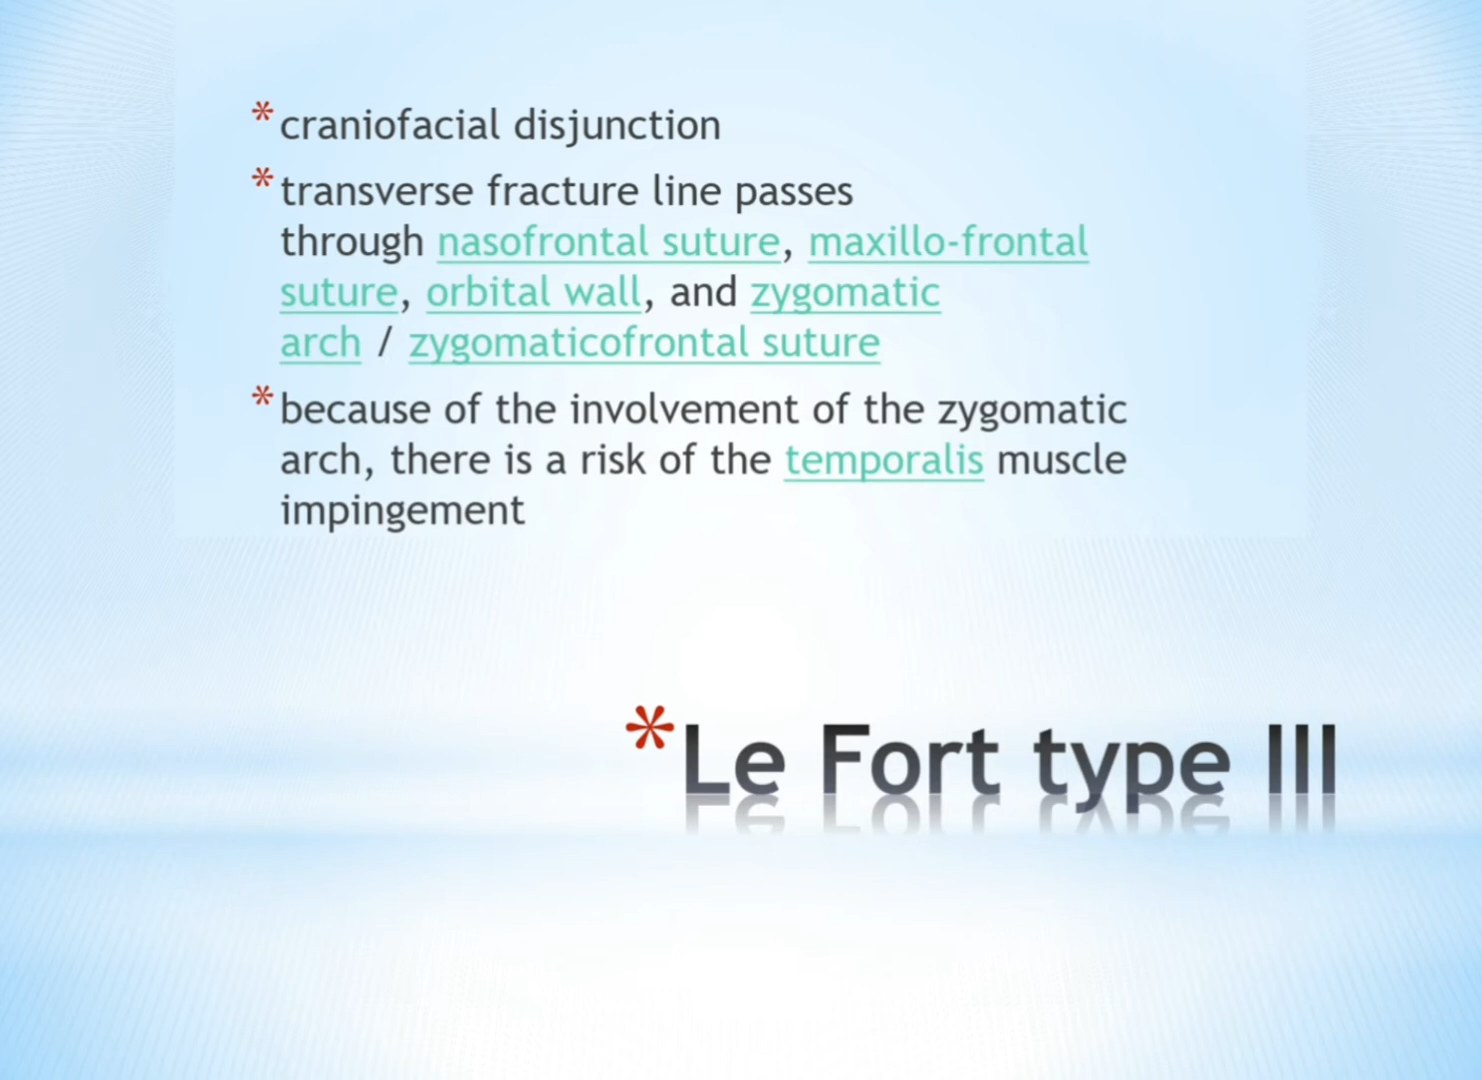 * craniofacial disjunction
* transverse fracture line passes
through nasofrontal suture, maxillo-frontal
suture, orbital wall, and zygomatic
arch / zygomaticofrontal suture
* because of the involvement of the zygomatic
arch, there is a risk of the temporalis muscle
impingement
* Le Fort type III